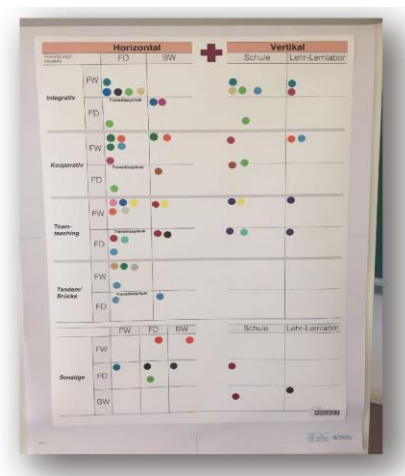 Horizontal
Vertikal
FD
BW
Schule
Lehr-Lernlabor
Integrativ
FW
FD
Kooperativ
FW
FD
Team-
teaching
FW
FD
Tandem/
Brücke
FW
FD
FW
FD
BW
Schule
Lehr-Lernlabor
Sonstige
FW
FD
BW